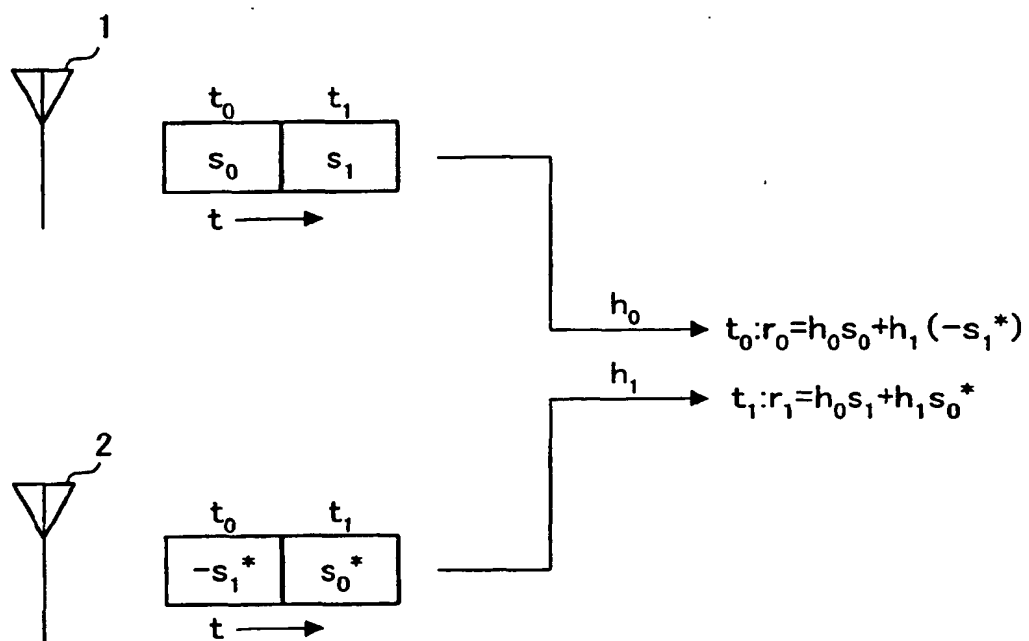 1
t₀ t₁
s₀ s₁
t
h₀
t₀:r₀=h₀s₀+h₁(-s₁*)
h₁
t₁:r₁=h₀s₁+h₁s₀*
2
t₀ t₁
-s₁* s₀*
t